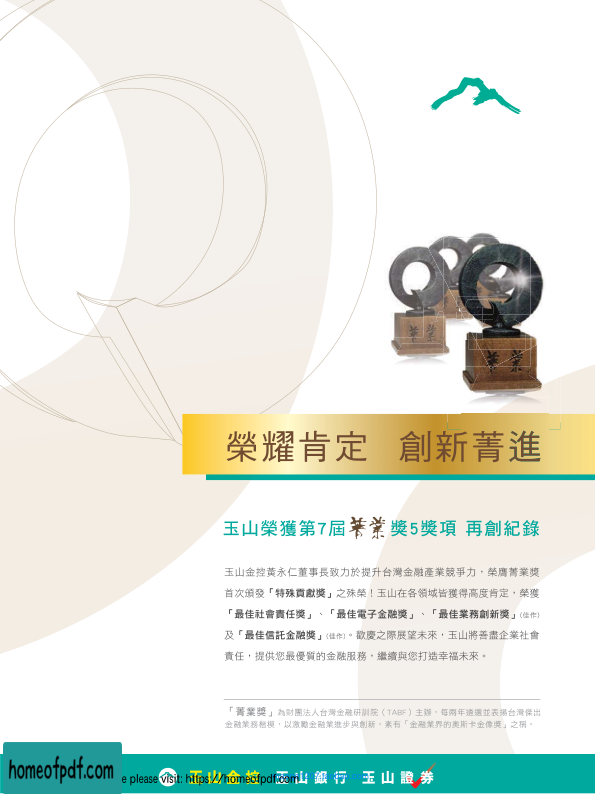 榮耀肯定 創新菁進
玉山榮獲第7屆菁業獎5獎項 再創紀錄
玉山金控黃永仁董事長致力於提升台灣金融產業競爭力，榮膺菁業獎
首次頒發「特殊貢獻獎」之殊榮！玉山在各領域皆獲得高度肯定，榮獲
「最佳社會責任獎」、「最佳電子金融獎」、「最佳業務創新獎」(佳作)
及「最佳信託金融獎」(佳作)。歡慶之際展望未來，玉山將善盡企業社會
責任，提供您最優質的金融服務，繼續與您打造幸福未來。
「菁業獎」為財團法人台灣金融研訓院（TABF）主辦，每兩年遴選並表揚台灣傑出
金融業務楷模，以激勵金融業進步與創新，素有「金融業界的奧斯卡金像獎」之稱。
homeofpdf.com
e please visit: https://homeofpdf.com
玉山金控 玉山銀行 玉山證券